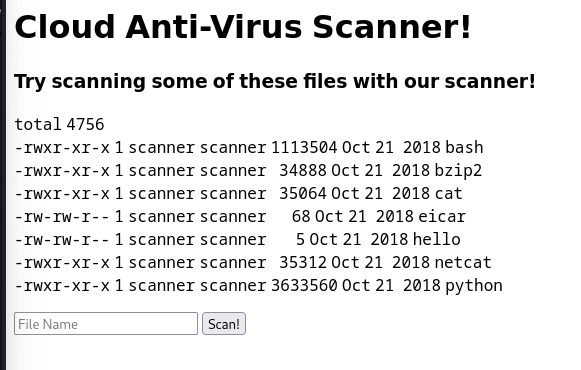 Cloud Anti-Virus Scanner!
Try scanning some of these files with our scanner!
total 4756
-rwxr-xr-x 1 scanner scanner 1113504 Oct 21 2018 bash
-rwxr-xr-x 1 scanner scanner 34888 Oct 21 2018 bzip2
-rwxr-xr-x 1 scanner scanner 35064 Oct 21 2018 cat
-rw-rw-r-- 1 scanner scanner 68 Oct 21 2018 eicar
-rw-rw-r-- 1 scanner scanner 5 Oct 21 2018 hello
-rwxr-xr-x 1 scanner scanner 35312 Oct 21 2018 netcat
-rwxr-xr-x 1 scanner scanner 3633560 Oct 21 2018 python
File Name Scan!